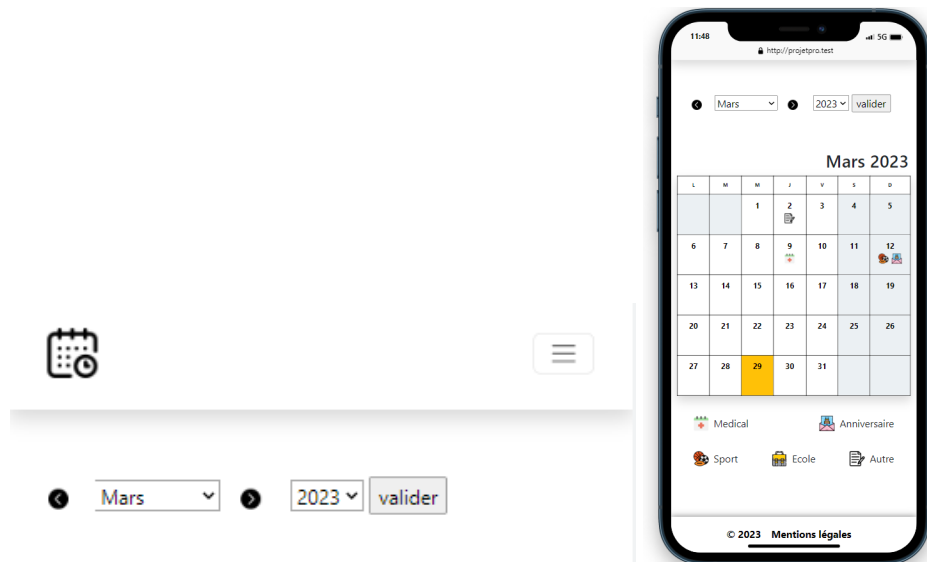 Mars 2023 valider
11:48 5G
http://projetpro.test
Mars 2023 valider
Mars 2023
L M M J V S D
1 2 3 4 5
6 7 8 9 10 11 12
13 14 15 16 17 18 19
20 21 22 23 24 25 26
27 28 29 30 31
Medical Anniversaire
Sport Ecole Autre
© 2023 Mentions légales